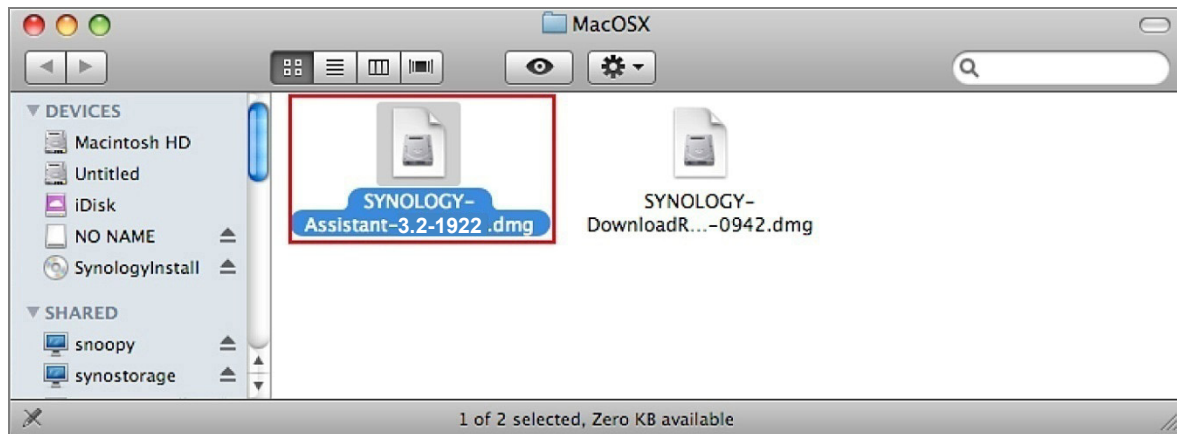 MacOSX
DEVICES
Macintosh HD
Untitled
iDisk
NO NAME
SynologyInstall
SHARED
snoopy
synostorage
SYNOLOGY-
Assistant-3.2-1922 .dmg
SYNOLOGY-
DownloadR...-0942.dmg
1 of 2 selected, Zero KB available